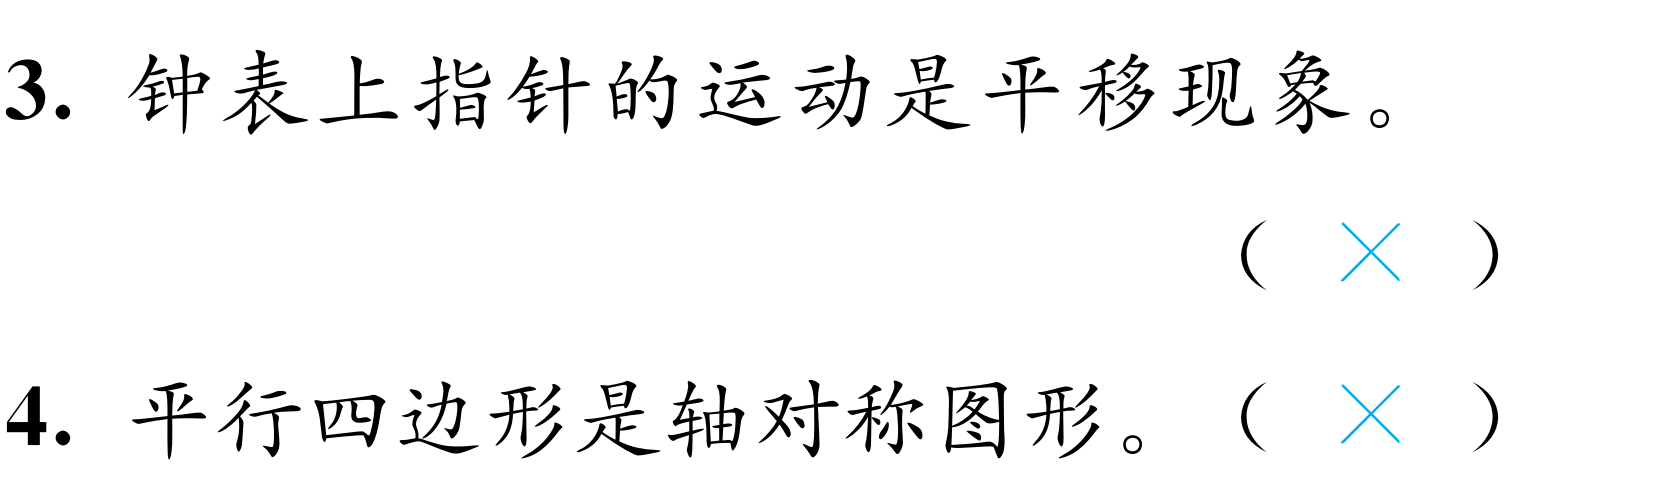 3. 钟表上指针的运动是平移现象。
( × )
4. 平行四边形是轴对称图形。( × )